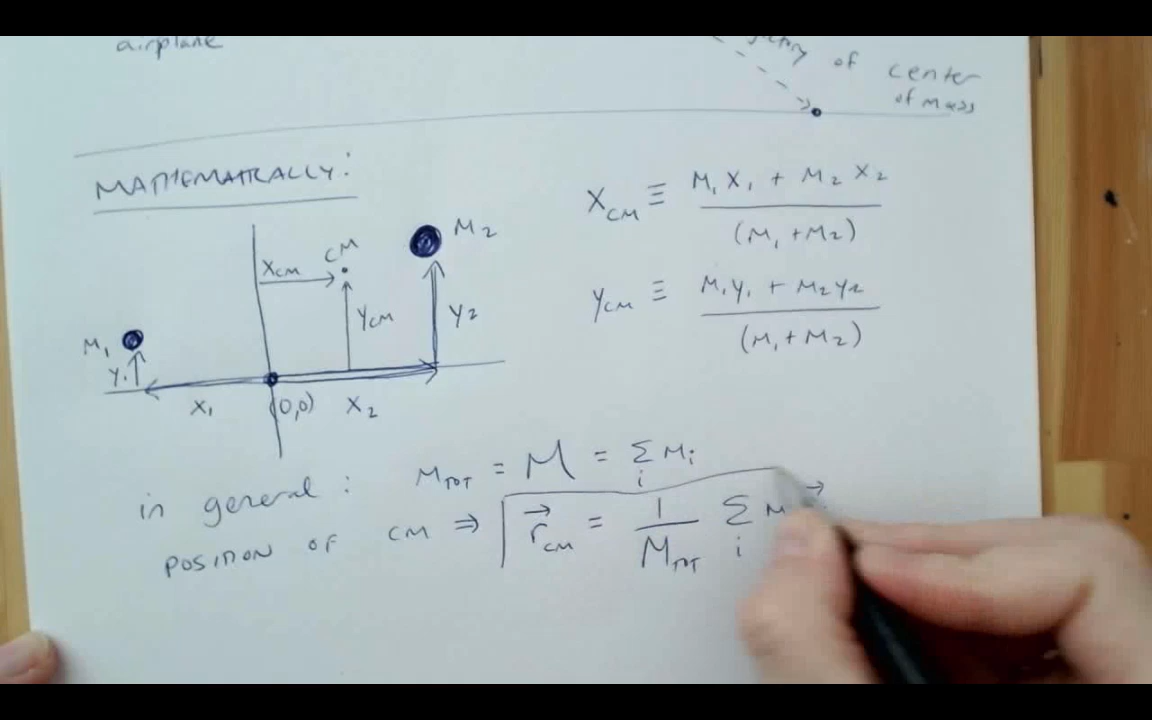 airplane
of center
of mass
MATHEMATICALLY:
X_CM ≡ (M₁X₁ + M₂X₂) / (M₁ + M₂)
M₂
CM
X_CM
Y_CM ≡ (M₁Y₁ + M₂Y₂) / (M₁ + M₂)
Y_CM
Y₂
M₁
Y₁
X₁
(0,0)
X₂
in general: M_TOT = M = Σ_i M_i
POSITION OF CM ⇒ r⃗_CM = 1/M_TOT Σ_i M